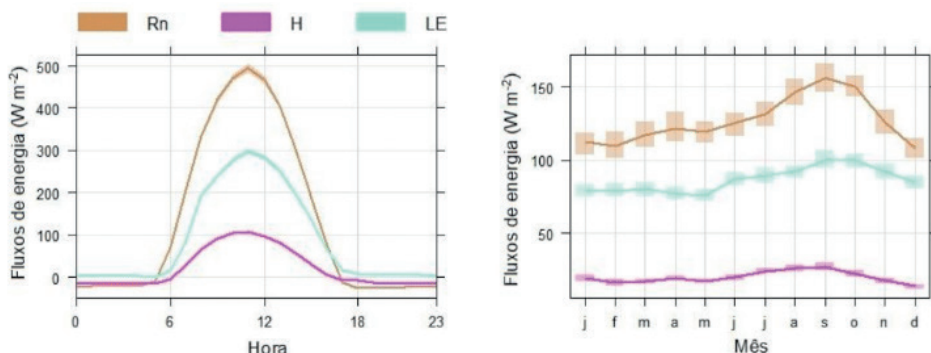 Rn H LE
Fluxos de energia (W m⁻²)
500
400
300
200
100
0
0 6 12 18 23
Hora
Fluxos de energia (W m⁻²)
150
100
50
j f m a m j j a s o n d
Mês